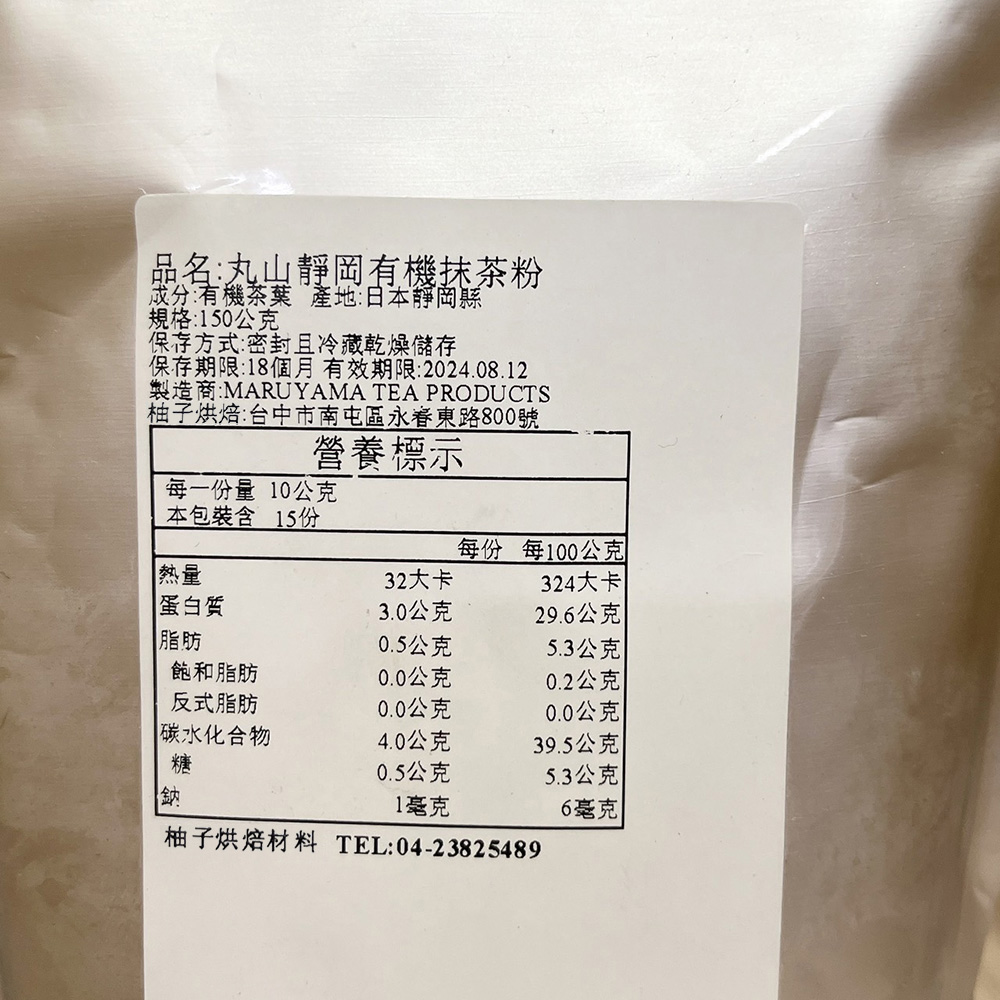 品名:丸山靜岡有機抹茶粉
成分:有機茶葉 產地:日本靜岡縣
規格:150公克
保存方式:密封且冷藏乾燥儲存
保存期限:18個月 有效期限:2024.08.12
製造商:MARUYAMA TEA PRODUCTS
柚子烘焙:台中市南屯區永春東路800號
營養標示
每一份量 10公克
本包裝含 15份
每份 每100公克
熱量 32大卡 324大卡
蛋白質 3.0公克 29.6公克
脂肪 0.5公克 5.3公克
飽和脂肪 0.0公克 0.2公克
反式脂肪 0.0公克 0.0公克
碳水化合物 4.0公克 39.5公克
糖 0.5公克 5.3公克
鈉 1毫克 6毫克
柚子烘焙材料 TEL:04-23825489